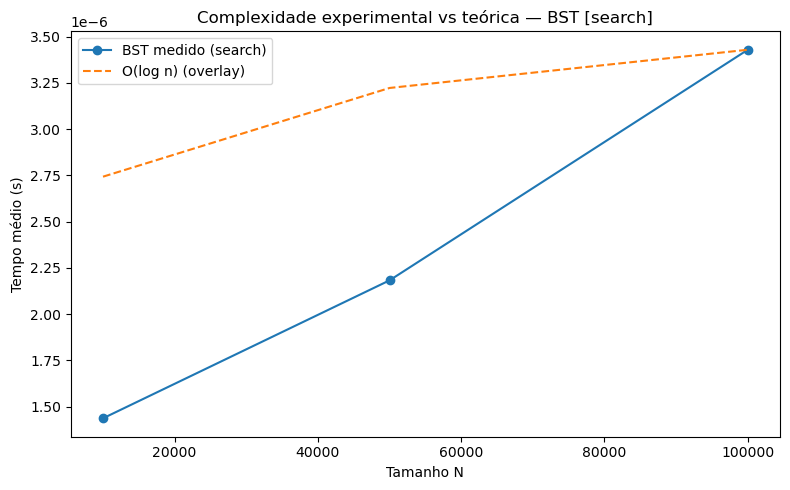 Complexidade experimental vs teórica — BST [search]
1e−6
BST medido (search)
O(log n) (overlay)
3.50
3.25
3.00
2.75
2.50
2.25
2.00
1.75
1.50
Tempo médio (s)
20000 40000 60000 80000 100000
Tamanho N